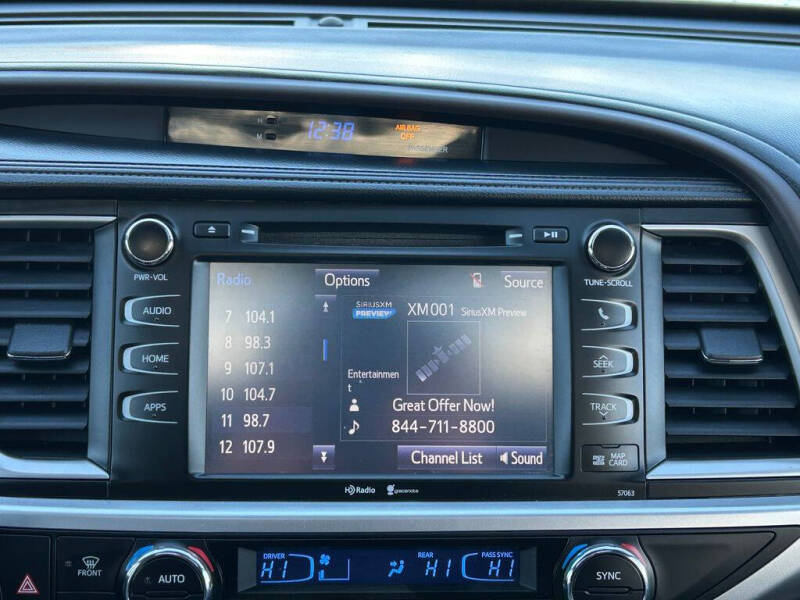 H
M
12:38
AIRBAG
OFF
PASSENGER
PWR•VOL
TUNE•SCROLL
AUDIO
HOME
APPS
Radio
Options
Source
7 104.1
8 98.3
9 107.1
10 104.7
11 98.7
12 107.9
SIRIUSXM
PREVIEW
XM001 SiriusXM Preview
Entertainmen
t
Great Offer Now!
844-711-8800
Channel List
Sound
SEEK
TRACK
MAP
CARD
HD Radio
gracenote
57063
FRONT
AUTO
DRIVER
HI
REAR
HI
PASS SYNC
HI
SYNC